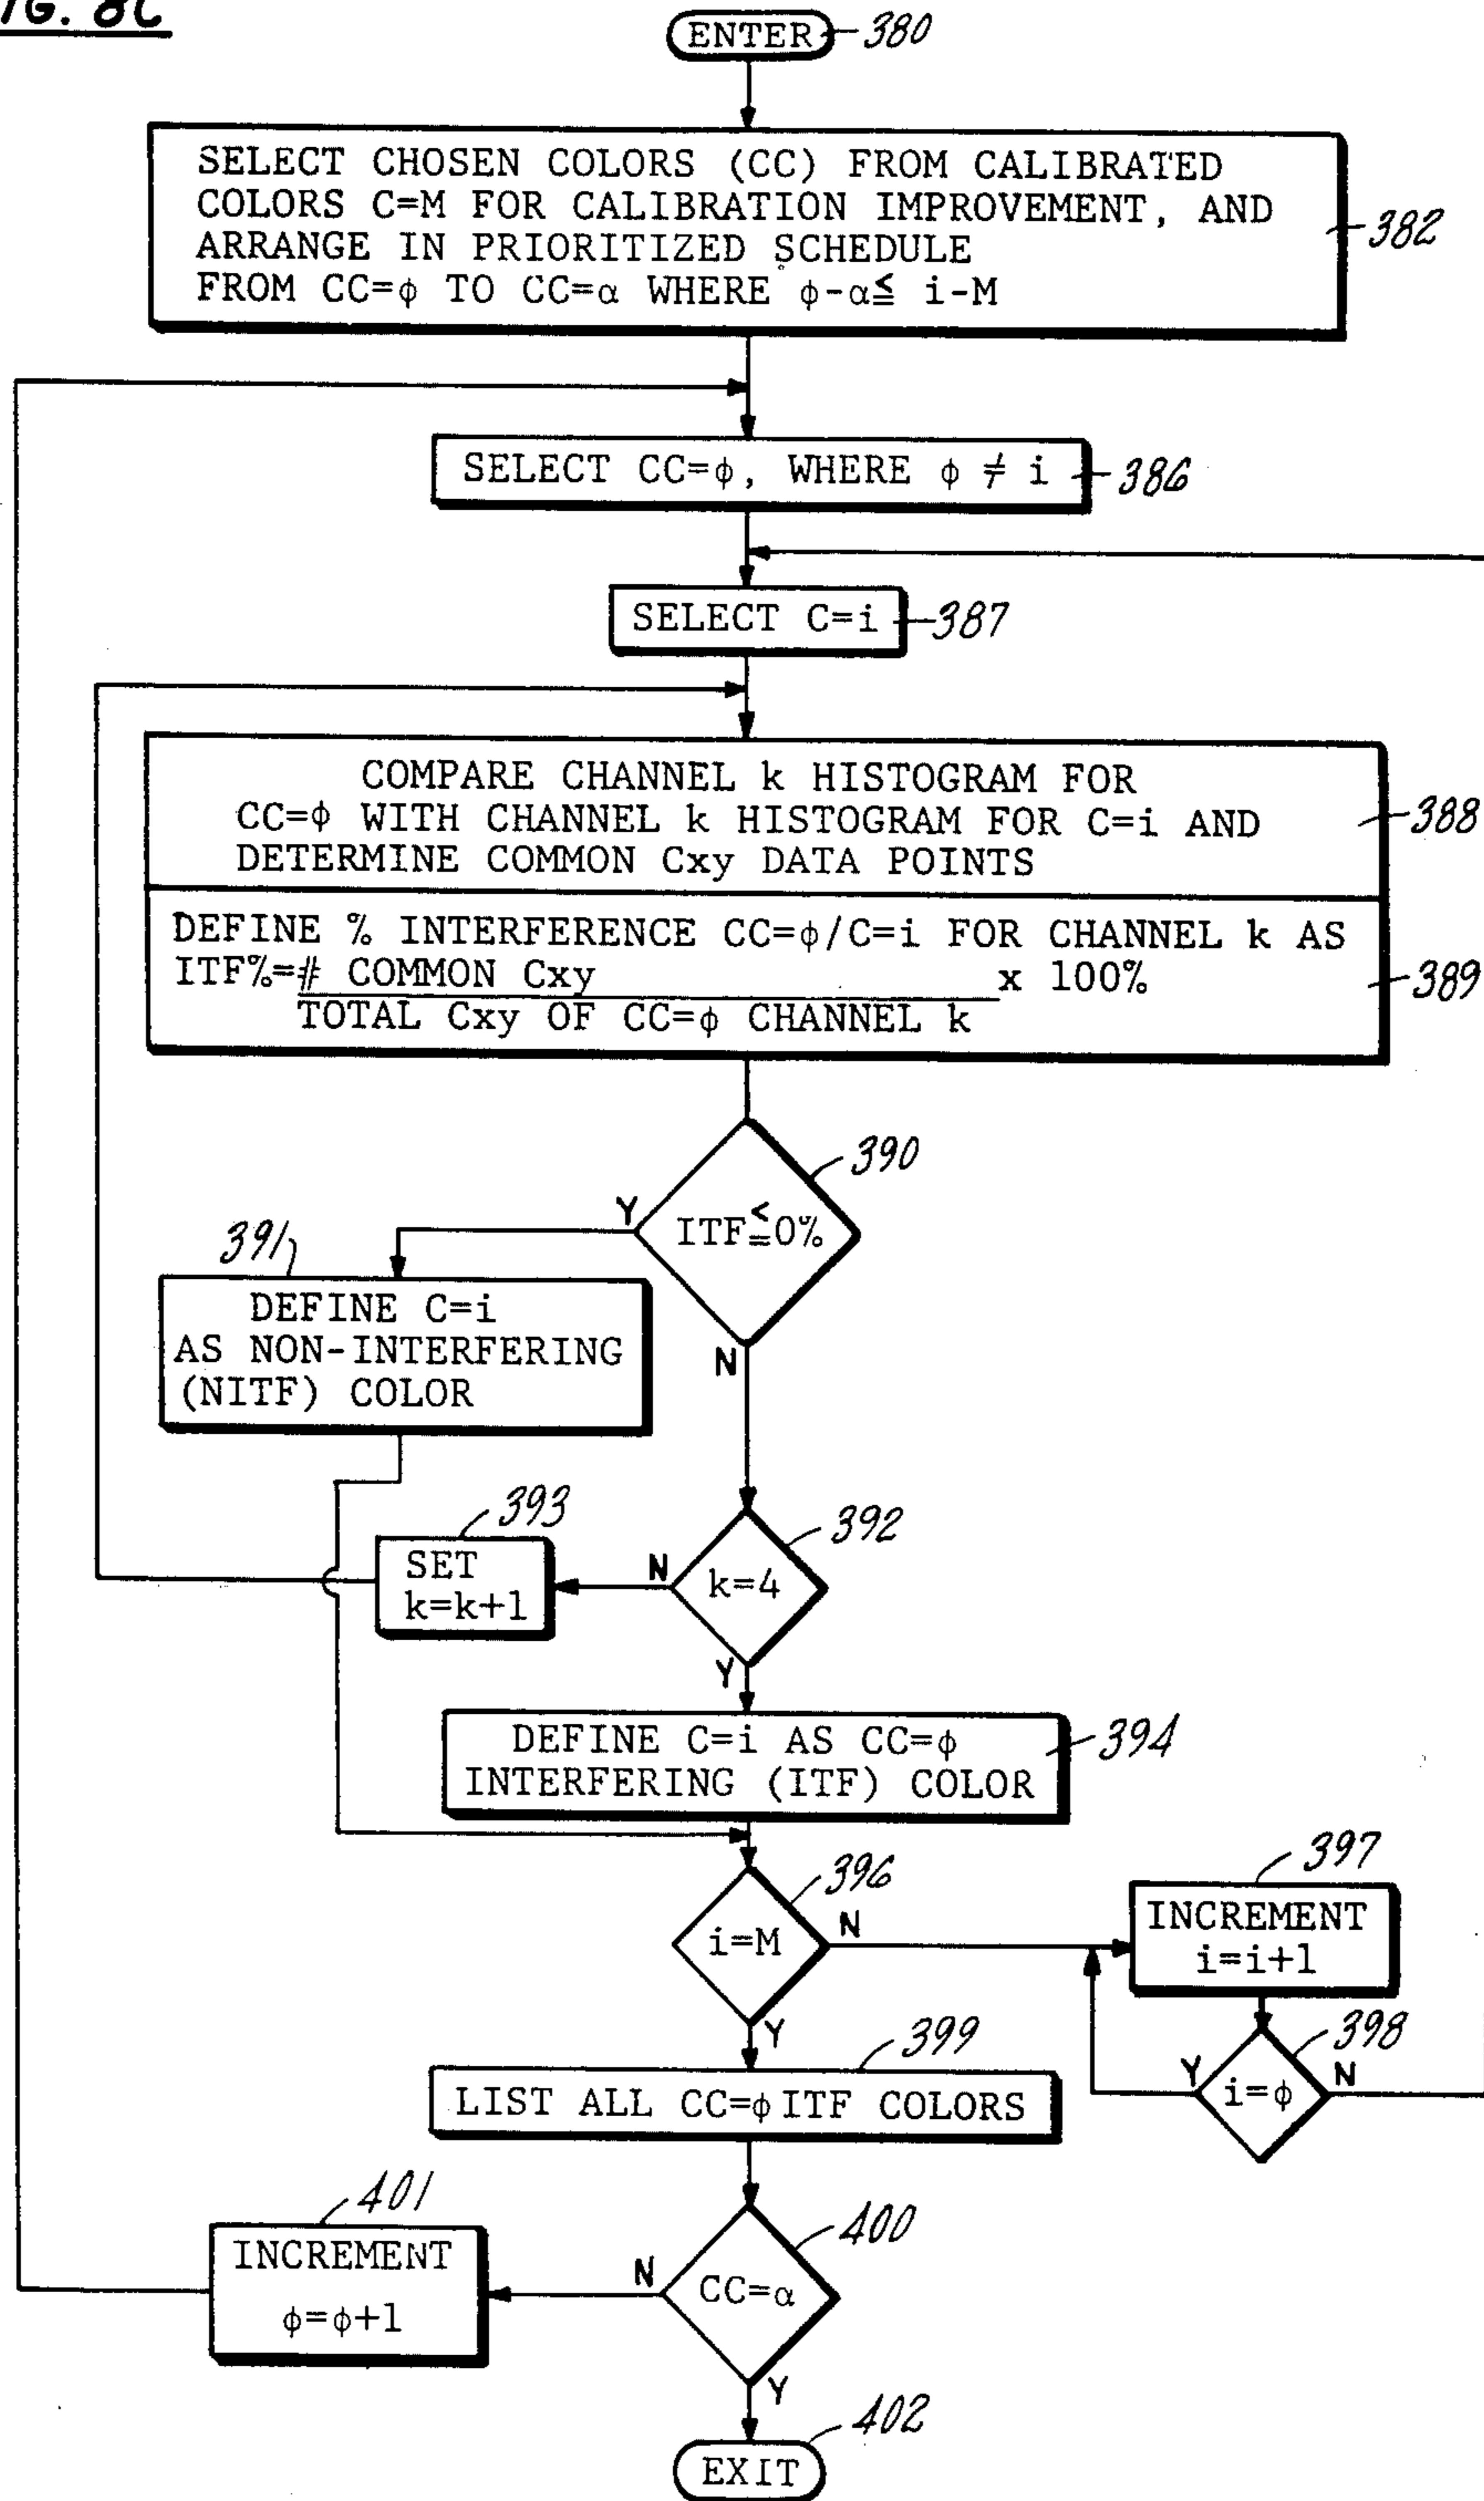 IG. 8C
ENTER 380
SELECT CHOSEN COLORS (CC) FROM CALIBRATED
COLORS C=M FOR CALIBRATION IMPROVEMENT, AND
ARRANGE IN PRIORITIZED SCHEDULE
FROM CC=ϕ TO CC=α WHERE ϕ-α≦ i-M
382
SELECT CC=ϕ, WHERE ϕ ≠ i
386
SELECT C=i
387
COMPARE CHANNEL k HISTOGRAM FOR
CC=ϕ WITH CHANNEL k HISTOGRAM FOR C=i AND
DETERMINE COMMON Cxy DATA POINTS
388
DEFINE % INTERFERENCE CC=ϕ/C=i FOR CHANNEL k AS
ITF%=# COMMON Cxy x 100%
TOTAL Cxy OF CC=ϕ CHANNEL k
389
390
ITF≦0%
Y
N
391
DEFINE C=i
AS NON-INTERFERING
(NITF) COLOR
392
k=4
N
Y
393
SET
k=k+1
DEFINE C=i AS CC=ϕ
INTERFERING (ITF) COLOR
394
396
i=M
N
Y
397
INCREMENT
i=i+1
398
i=ϕ
Y
N
399
LIST ALL CC=ϕ ITF COLORS
400
CC=α
N
Y
401
INCREMENT
ϕ=ϕ+1
402
EXIT